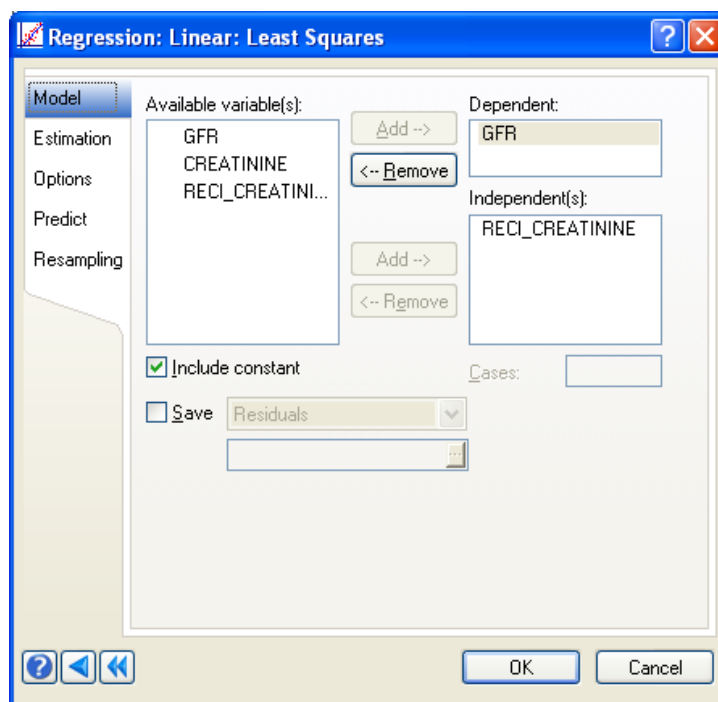 Regression: Linear: Least Squares
Model
Estimation
Options
Predict
Resampling
Available variable(s):
GFR
CREATININE
RECI_CREATINI...
Add -->
<-- Remove
Add -->
<-- Remove
Dependent:
GFR
Independent(s):
RECI_CREATININE
Include constant
Cases:
Save
Residuals
...
OK
Cancel